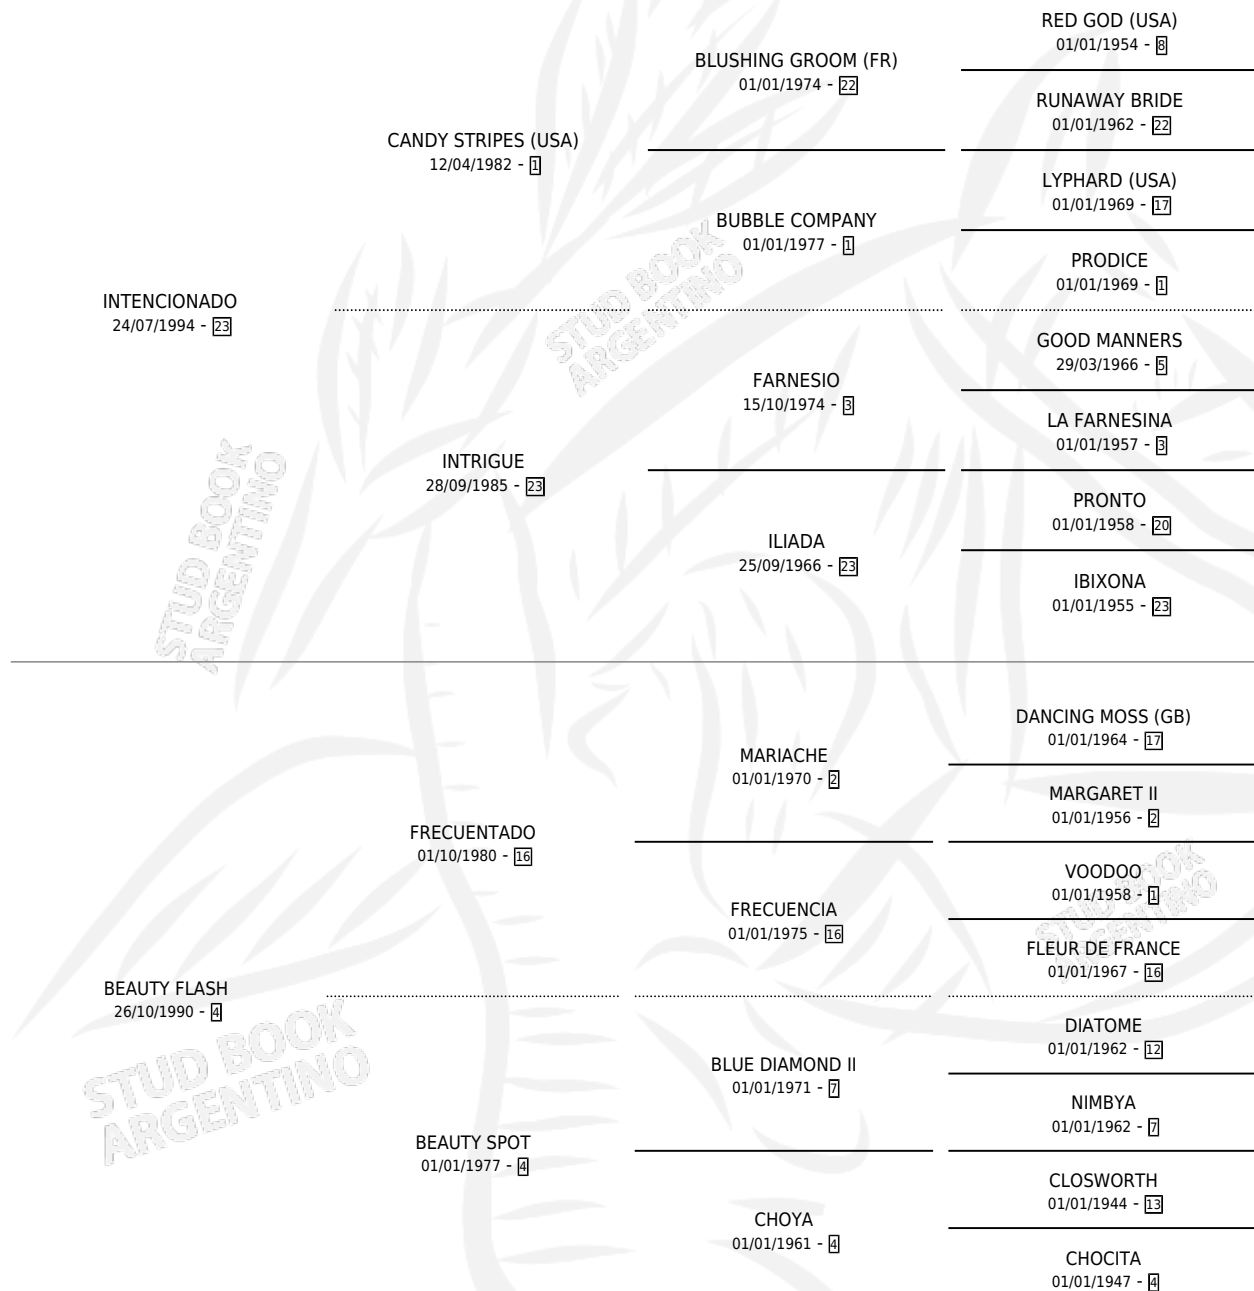 RED GOD (USA)
01/01/1954 - 8
BLUSHING GROOM (FR)
01/01/1974 - 22
RUNAWAY BRIDE
01/01/1962 - 22
CANDY STRIPES (USA)
12/04/1982 - 1
LYPHARD (USA)
01/01/1969 - 17
BUBBLE COMPANY
01/01/1977 - 1
PRODICE
01/01/1969 - 1
INTENCIONADO
24/07/1994 - 23
GOOD MANNERS
29/03/1966 - 5
FARNESIO
15/10/1974 - 3
LA FARNESINA
01/01/1957 - 3
INTRIGUE
28/09/1985 - 23
PRONTO
01/01/1958 - 20
ILIADA
25/09/1966 - 23
IBIXONA
01/01/1955 - 23
DANCING MOSS (GB)
01/01/1964 - 17
MARIACHE
01/01/1970 - 2
MARGARET II
01/01/1956 - 2
FRECUENTADO
01/10/1980 - 16
VOODOO
01/01/1958 - 1
FRECUENCIA
01/01/1975 - 16
FLEUR DE FRANCE
01/01/1967 - 16
BEAUTY FLASH
26/10/1990 - 4
DIATOME
01/01/1962 - 12
BLUE DIAMOND II
01/01/1971 - 7
NIMBYA
01/01/1962 - 7
BEAUTY SPOT
01/01/1977 - 4
CLOSWORTH
01/01/1944 - 13
CHOYA
01/01/1961 - 4
CHOCITA
01/01/1947 - 4
STUD BOOK
ARGENTINO
STUD BOOK
ARGENTINO
STUD BOOK
ARGENTINO
STUD BOOK
ARGENTINO